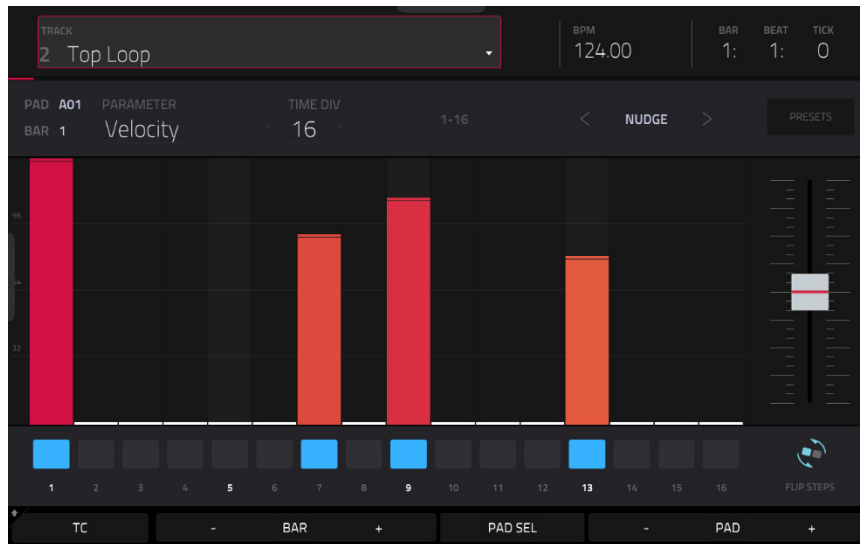 TRACK
2 Top Loop
BPM
124.00
BAR BEAT TICK
1: 1: 0
PAD A01
BAR 1
PARAMETER
Velocity
TIME DIV
16
< 1-16
< NUDGE >
PRESETS
96
64
32
1 2 3 4 5 6 7 8 9 10 11 12 13 14 15 16
FLIP STEPS
TC - BAR + PAD SEL - PAD +